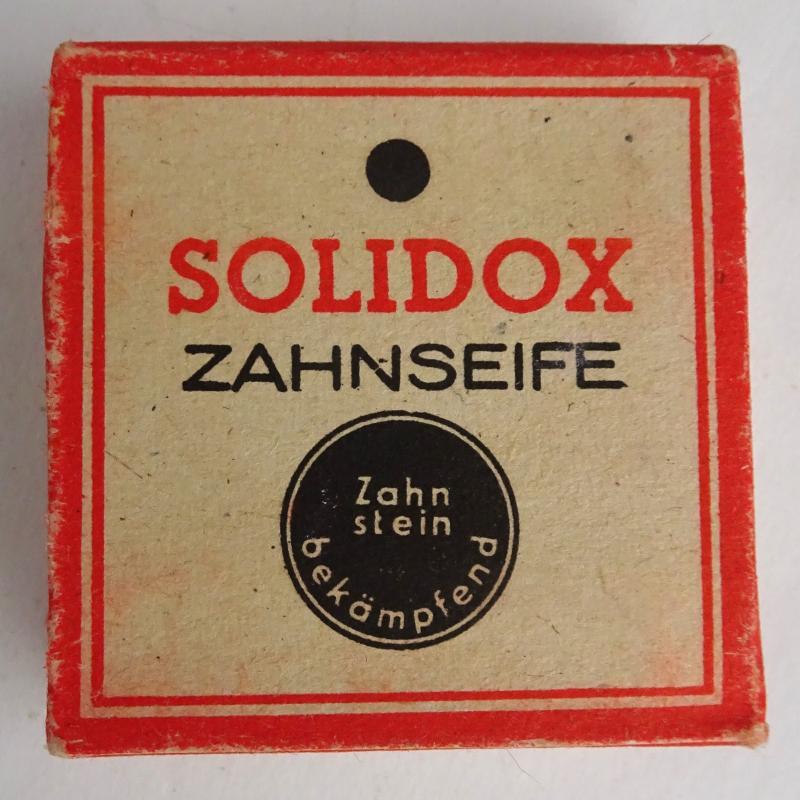 SOLIDOX
ZAHNSEIFE
Zahn
stein
bekämpfend